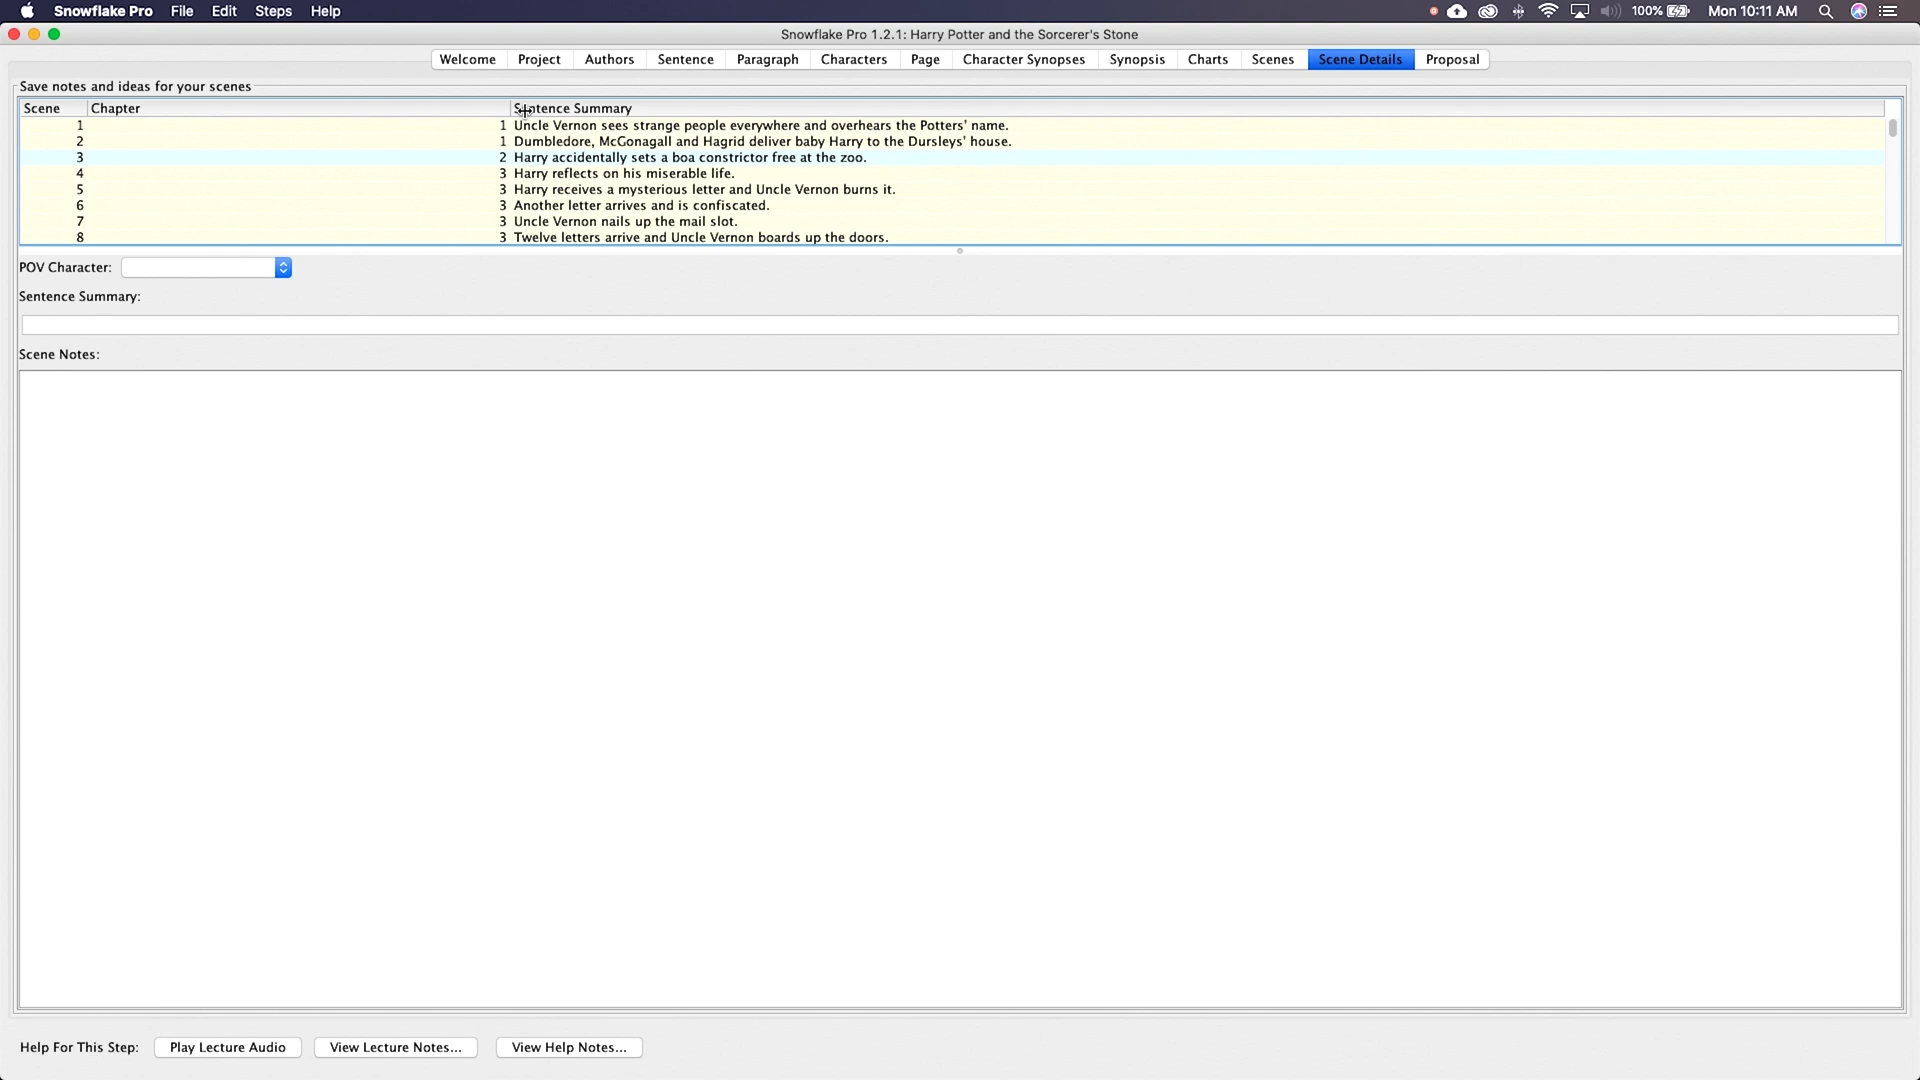 Snowflake Pro File Edit Steps Help 100% Mon 10:11 AM
Snowflake Pro 1.2.1: Harry Potter and the Sorcerer's Stone
Welcome Project Authors Sentence Paragraph Characters Page Character Synopses Synopsis Charts Scenes Scene Details Proposal
Save notes and ideas for your scenes
Scene Chapter Sentence Summary
1 1 Uncle Vernon sees strange people everywhere and overhears the Potters' name.
2 1 Dumbledore, McGonagall and Hagrid deliver baby Harry to the Dursleys' house.
3 2 Harry accidentally sets a boa constrictor free at the zoo.
4 3 Harry reflects on his miserable life.
5 3 Harry receives a mysterious letter and Uncle Vernon burns it.
6 3 Another letter arrives and is confiscated.
7 3 Uncle Vernon nails up the mail slot.
8 3 Twelve letters arrive and Uncle Vernon boards up the doors.
POV Character:
Sentence Summary:
Scene Notes:
Help For This Step: Play Lecture Audio View Lecture Notes... View Help Notes...